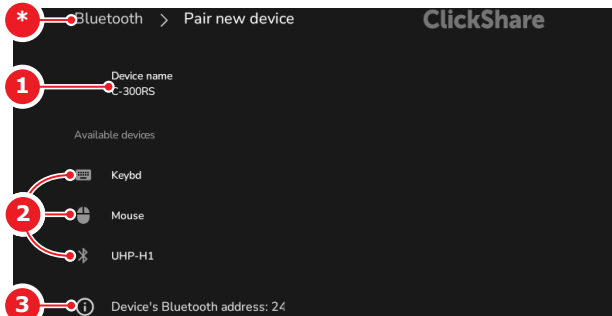 * Bluetooth > Pair new device ClickShare
Device name
1 C-300RS
Available devices
Keybd
2 Mouse
UHP-H1
3 Device's Bluetooth address: 24